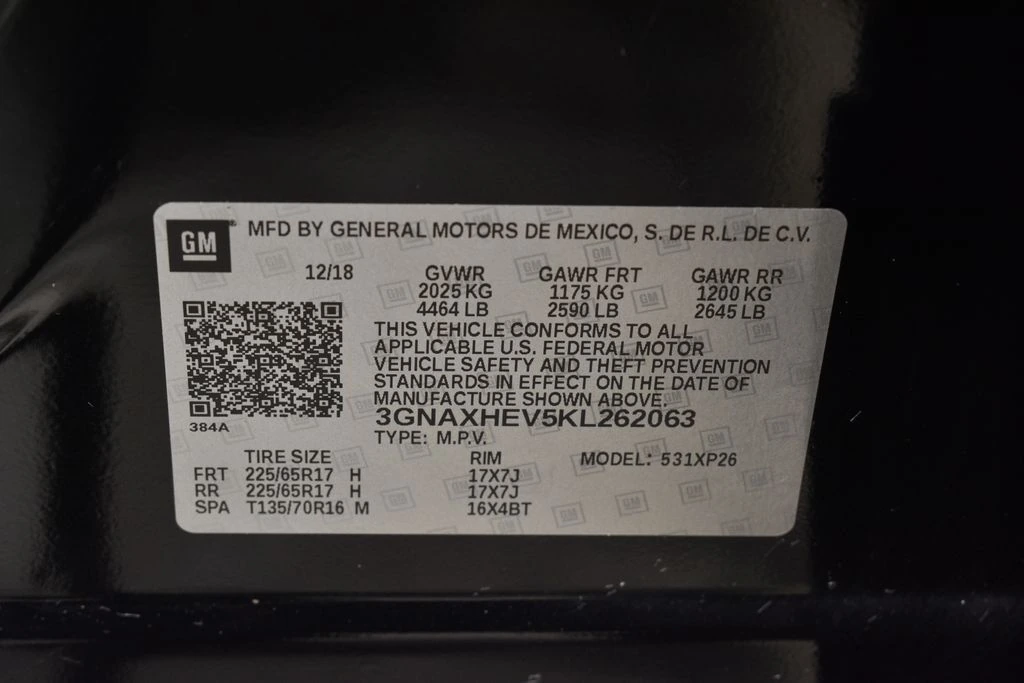 GM® MFD BY GENERAL MOTORS DE MEXICO, S. DE R.L. DE C.V.
12/18 GVWR GAWR FRT GAWR RR
2025 KG 1175 KG 1200 KG
4464 LB 2590 LB 2645 LB
THIS VEHICLE CONFORMS TO ALL
APPLICABLE U.S. FEDERAL MOTOR
VEHICLE SAFETY AND THEFT PREVENTION
STANDARDS IN EFFECT ON THE DATE OF
MANUFACTURE SHOWN ABOVE.
3GNAXHEV5KL262063
384A
TYPE: M.P.V.
TIRE SIZE RIM MODEL: 531XP26
FRT 225/65R17 H 17X7J
RR 225/65R17 H 17X7J
SPA T135/70R16 M 16X4BT